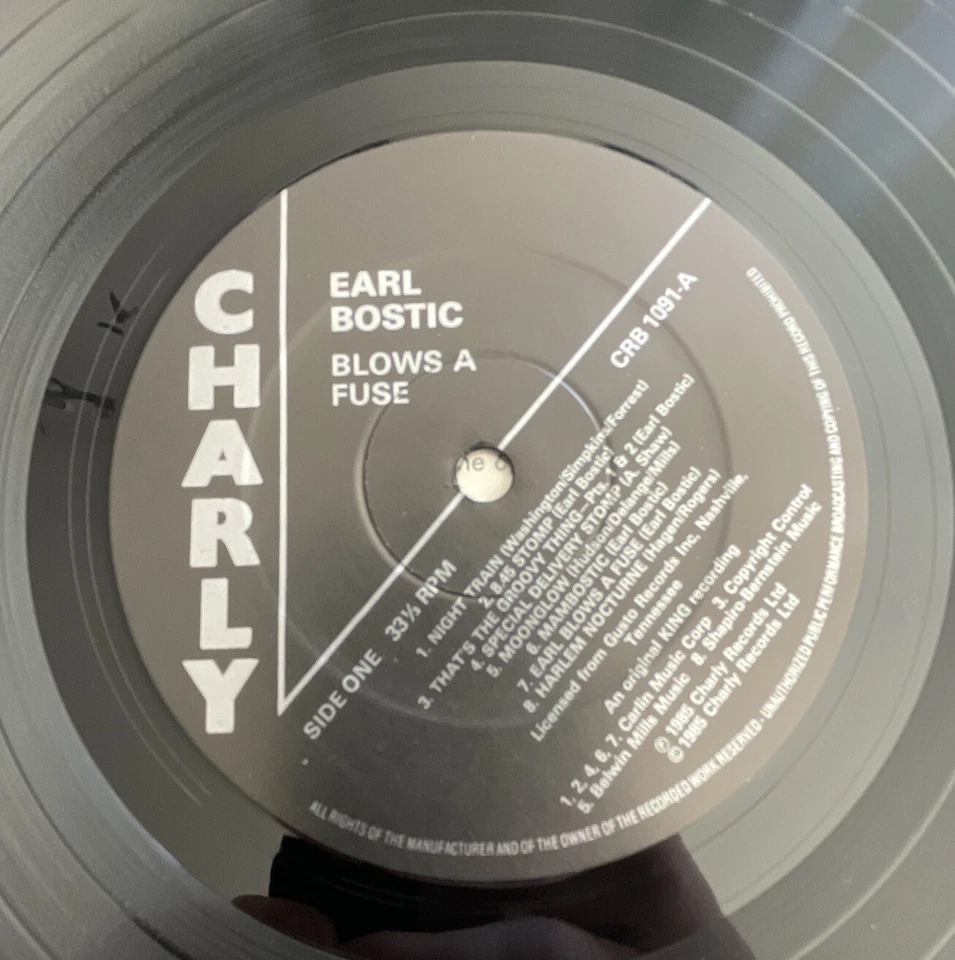 CHARLY
EARL
BOSTIC
BLOWS A
FUSE
CRB 1091-A
SIDE ONE 33⅓ RPM
1. NIGHT TRAIN (Washington/Simpkins/Forrest)
2. 8.45 STOMP (Earl Bostic)
3. THAT'S THE GROOVY THING—Pts. 1 & 2 (Earl Bostic)
4. SPECIAL DELIVERY STOMP (A. Shaw)
5. MOONGLOW (Hudson/Delange/Mills)
6. MAMBOSTIC (Earl Bostic)
7. EARL BLOWS A FUSE (Earl Bostic)
8. HARLEM NOCTURNE (Hagen/Rogers)
Licensed from Gusto Records Inc. Nashville,
Tennessee
An original KING recording
1, 2, 4, 6, 7. Carlin Music Corp 3. Copyright Control
5. Belwin Mills Music 8. Shapiro-Bernstein Music
Ⓟ 1985 Charly Records Ltd
© 1985 Charly Records Ltd
ALL RIGHTS OF THE MANUFACTURER AND OF THE OWNER OF THE RECORDED WORK RESERVED · UNAUTHORIZED PUBLIC PERFORMANCE BROADCASTING AND COPYING OF THIS RECORD PROHIBITED